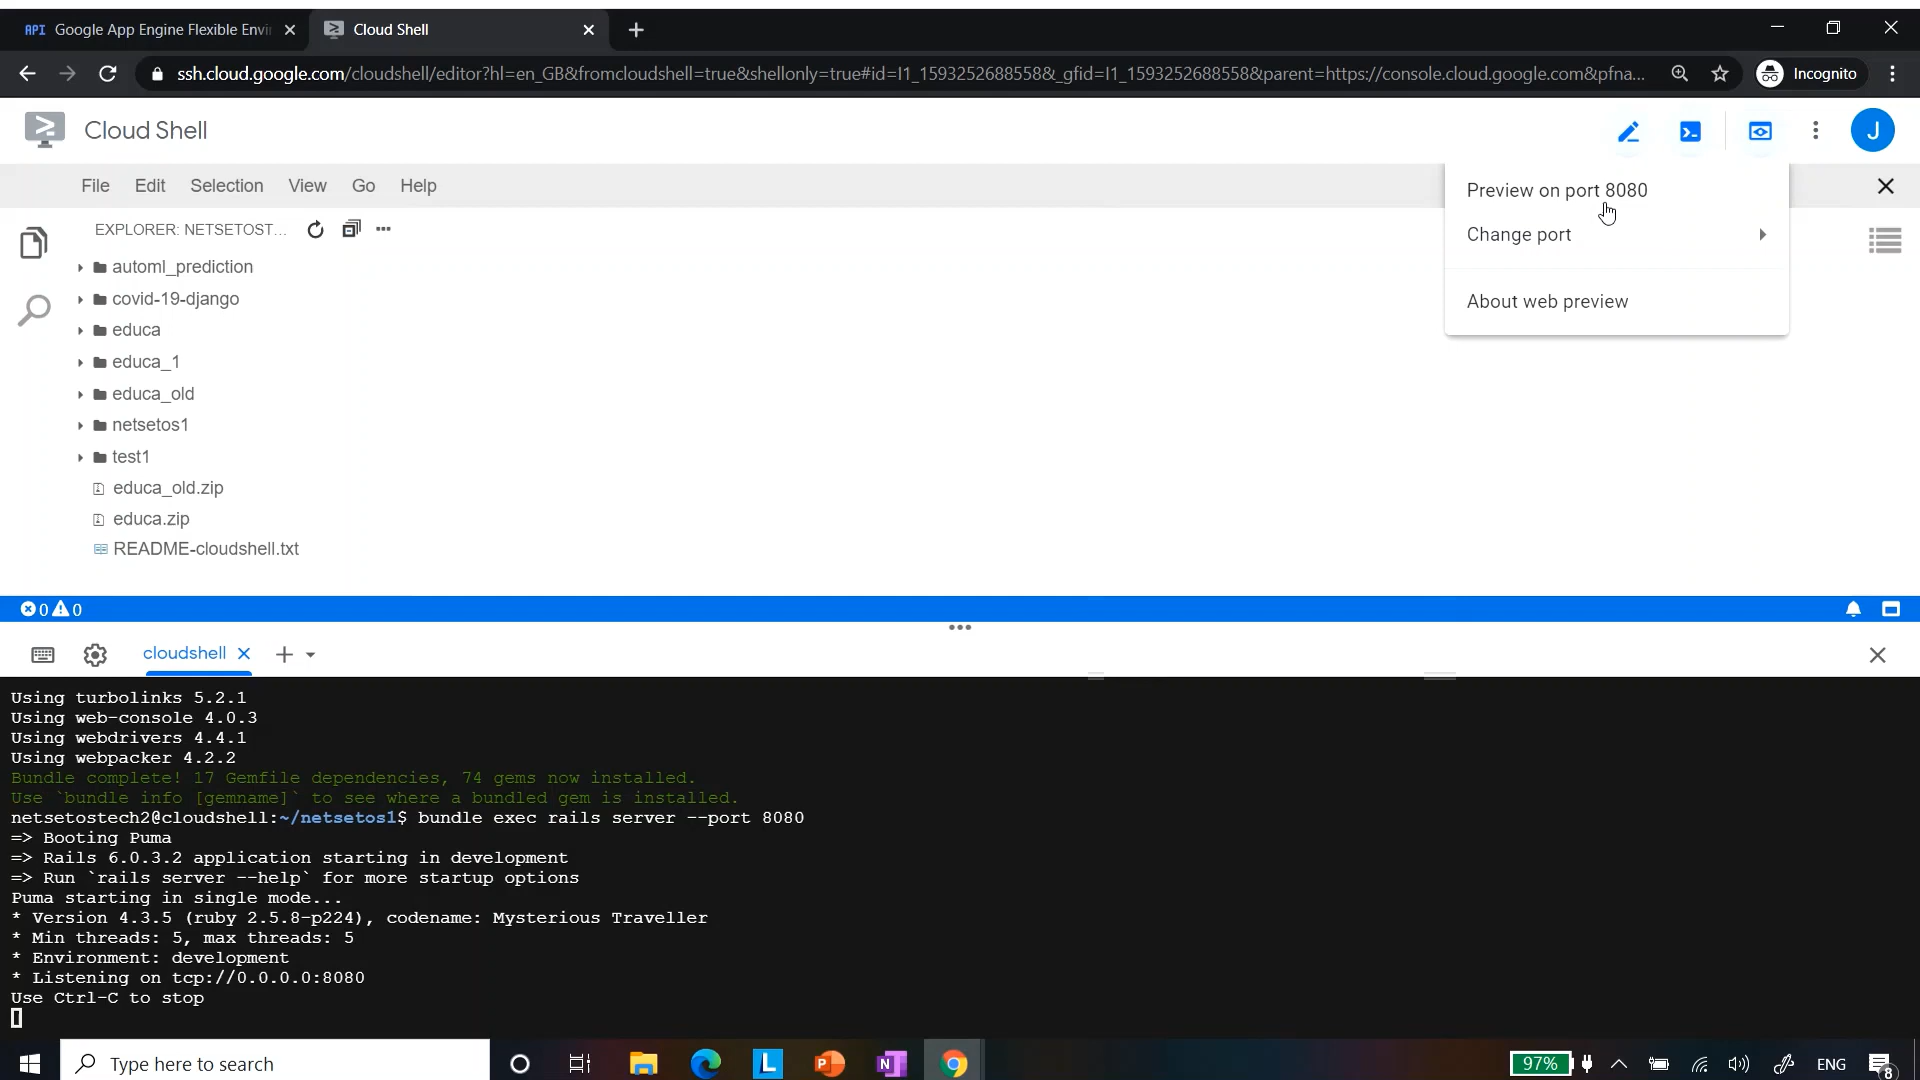 API Google App Engine Flexible Envi
Cloud Shell
ssh.cloud.google.com/cloudshell/editor?hl=en_GB&fromcloudshell=true&shellonly=true#id=I1_1593252688558&_gfid=I1_1593252688558&parent=https://console.cloud.google.com&pfna...
Incognito
Cloud Shell
J
File Edit Selection View Go Help
Preview on port 8080
Change port
About web preview
EXPLORER: NETSETOST...
automl_prediction
covid-19-django
educa
educa_1
educa_old
netsetos1
test1
educa_old.zip
educa.zip
README-cloudshell.txt
0 0
cloudshell
Using turbolinks 5.2.1
Using web-console 4.0.3
Using webdrivers 4.4.1
Using webpacker 4.2.2
Bundle complete! 17 Gemfile dependencies, 74 gems now installed.
Use `bundle info [gemname]` to see where a bundled gem is installed.
netsetostech2@cloudshell:~/netsetos1$ bundle exec rails server --port 8080
=> Booting Puma
=> Rails 6.0.3.2 application starting in development
=> Run `rails server --help` for more startup options
Puma starting in single mode...
* Version 4.3.5 (ruby 2.5.8-p224), codename: Mysterious Traveller
* Min threads: 5, max threads: 5
* Environment: development
* Listening on tcp://0.0.0.0:8080
Use Ctrl-C to stop
Type here to search
97%
ENG
8